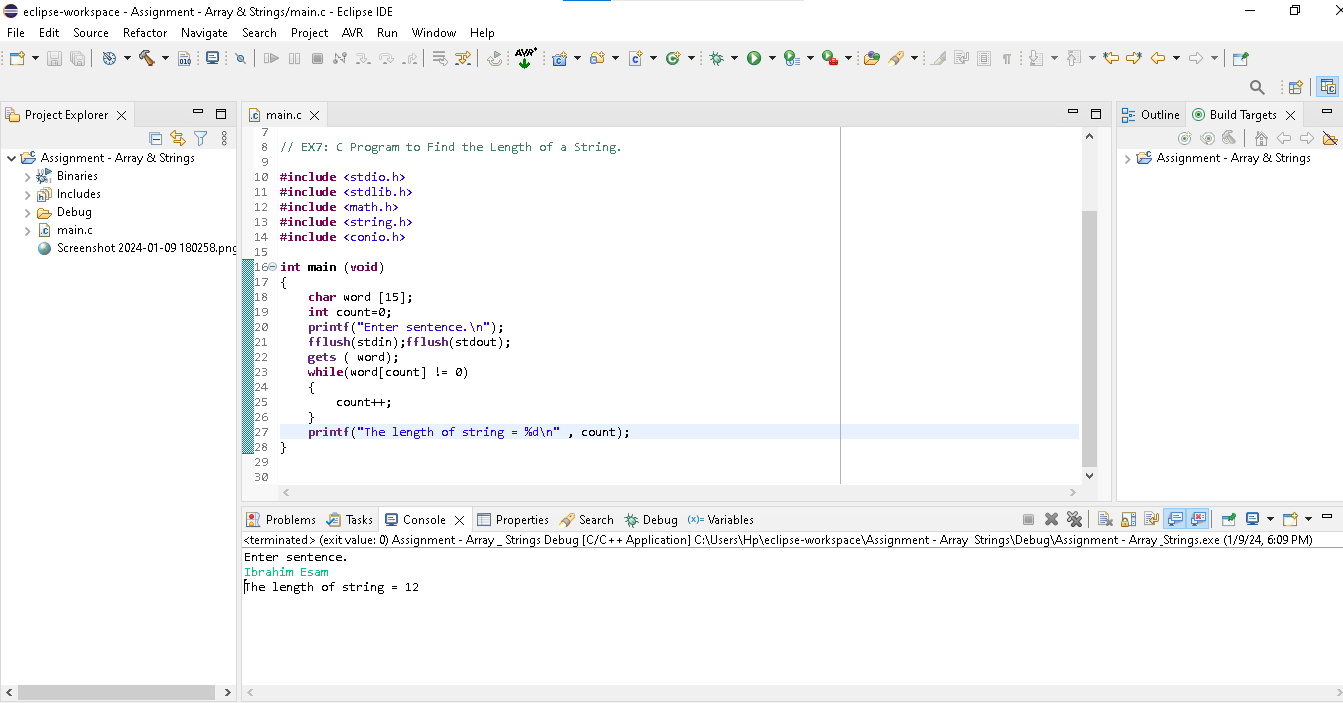 eclipse-workspace - Assignment - Array & Strings/main.c - Eclipse IDE
File Edit Source Refactor Navigate Search Project AVR Run Window Help
010
AVR
Project Explorer
Assignment - Array & Strings
Binaries
Includes
Debug
main.c
Screenshot 2024-01-09 180258.png
main.c
7
8 // EX7: C Program to Find the Length of a String.
9
10 #include <stdio.h>
11 #include <stdlib.h>
12 #include <math.h>
13 #include <string.h>
14 #include <conio.h>
15
16 int main (void)
17 {
18 char word [15];
19 int count=0;
20 printf("Enter sentence.\n");
21 fflush(stdin);fflush(stdout);
22 gets ( word);
23 while(word[count] != 0)
24 {
25 count++;
26 }
27 printf("The length of string = %d\n" , count);
28 }
29
30
Outline Build Targets
Assignment - Array & Strings
Problems Tasks Console Properties Search Debug (x)= Variables
<terminated> (exit value: 0) Assignment - Array _ Strings Debug [C/C++ Application] C:\Users\Hp\eclipse-workspace\Assignment - Array  Strings\Debug\Assignment - Array _Strings.exe (1/9/24, 6:09 PM)
Enter sentence.
Ibrahim Esam
The length of string = 12